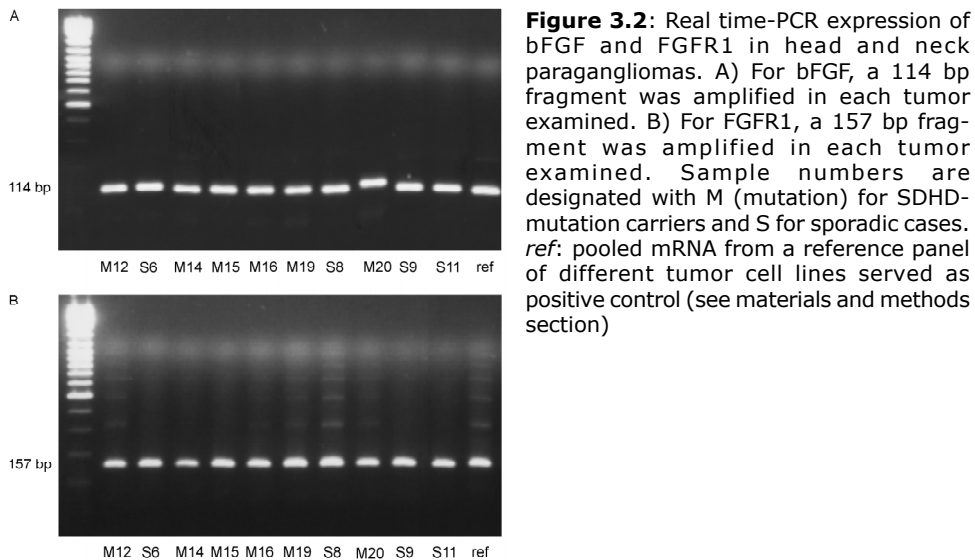 A
114 bp
M12 S6 M14 M15 M16 M19 S8 M20 S9 S11 ref
B
157 bp
M12 S6 M14 M15 M16 M19 S8 M20 S9 S11 ref
Figure 3.2: Real time-PCR expression of
bFGF and FGFR1 in head and neck
paragangliomas. A) For bFGF, a 114 bp
fragment was amplified in each tumor
examined. B) For FGFR1, a 157 bp frag-
ment was amplified in each tumor
examined. Sample numbers are
designated with M (mutation) for SDHD-
mutation carriers and S for sporadic cases.
ref: pooled mRNA from a reference panel
of different tumor cell lines served as
positive control (see materials and methods
section)